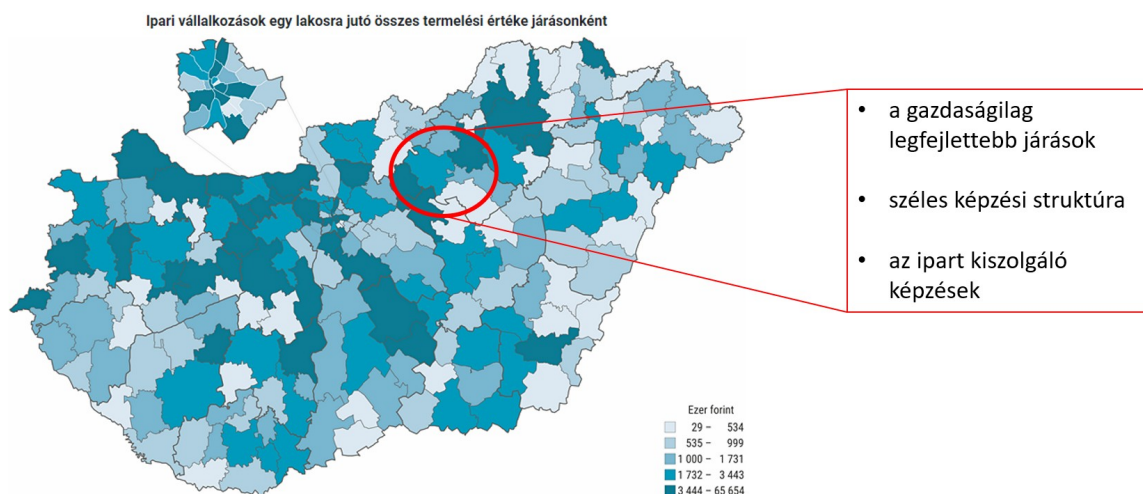 Ipari vállalkozások egy lakosra jutó összes termelési értéke járásonként
• a gazdaságilag
legfejlettebb járások
• széles képzési struktúra
• az ipart kiszolgáló
képzések
Ezer forint
29 – 534
535 – 999
1 000 – 1 731
1 732 – 3 443
3 444 – 65 654